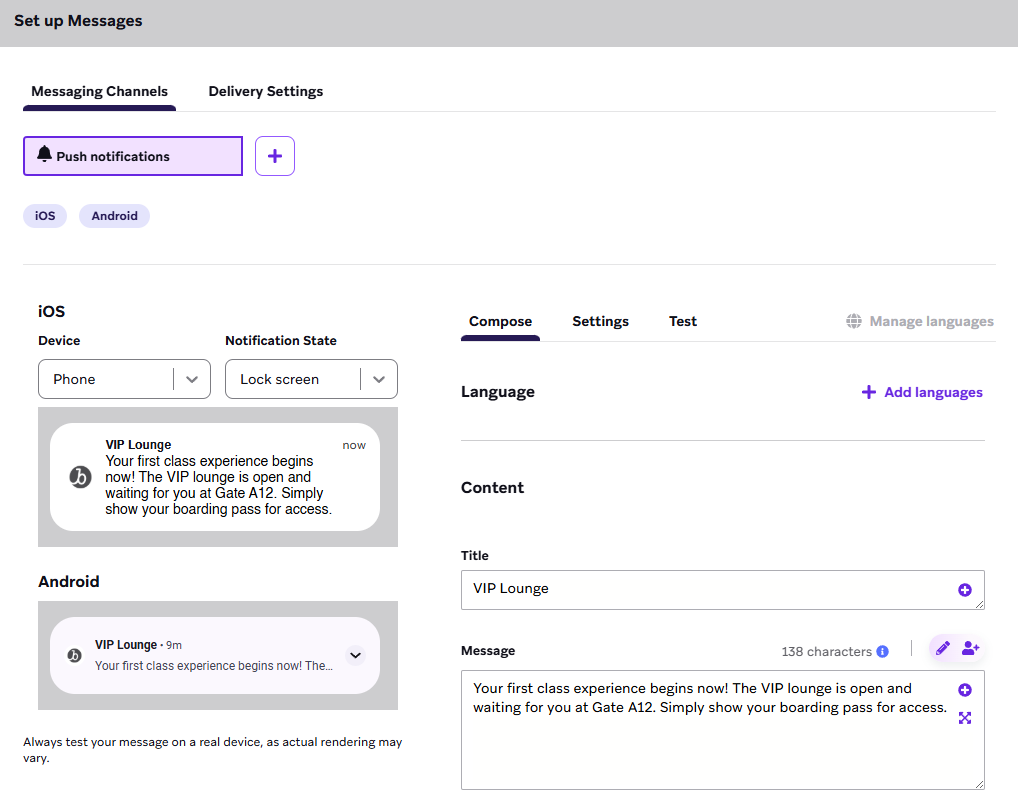 Set up Messages
Messaging Channels
Delivery Settings
Push notifications
iOS
Android
iOS
Device
Notification State
Phone
Lock screen
VIP Lounge
now
Your first class experience begins
now! The VIP lounge is open and
waiting for you at Gate A12. Simply
show your boarding pass for access.
Android
VIP Lounge • 9m
Your first class experience begins now! The...
Always test your message on a real device, as actual rendering may
vary.
Compose
Settings
Test
Manage languages
Language
Add languages
Content
Title
VIP Lounge
Message
138 characters
Your first class experience begins now! The VIP lounge is open and
waiting for you at Gate A12. Simply show your boarding pass for access.